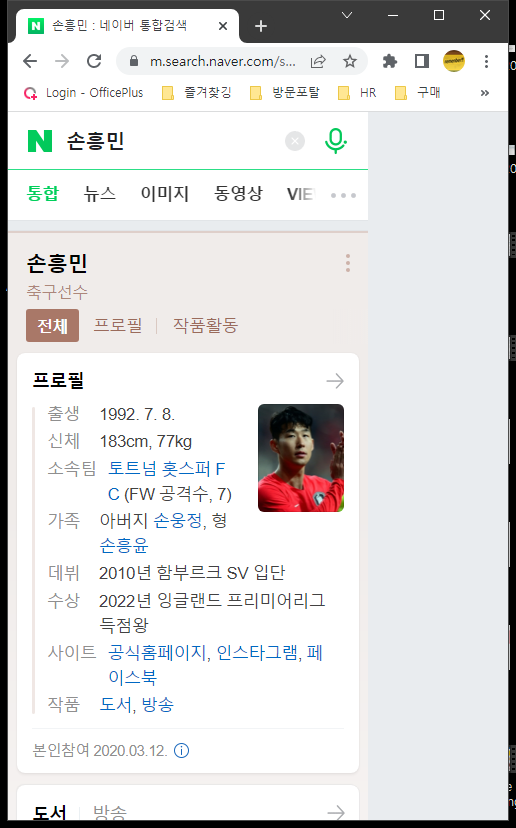 손흥민 : 네이버 통합검색
m.search.naver.com/s...
Login - OfficePlus
즐겨찾깅
방문포탈
HR
구매
손흥민
통합 뉴스 이미지 동영상 VIEW
손흥민
축구선수
전체 프로필 작품활동
프로필
출생 1992. 7. 8.
신체 183cm, 77kg
소속팀 토트넘 홋스퍼 F
C (FW 공격수, 7)
가족 아버지 손웅정, 형
손흥윤
데뷔 2010년 함부르크 SV 입단
수상 2022년 잉글랜드 프리미어리그
득점왕
사이트 공식홈페이지, 인스타그램, 페
이스북
작품 도서, 방송
본인참여 2020.03.12.
도서 방송